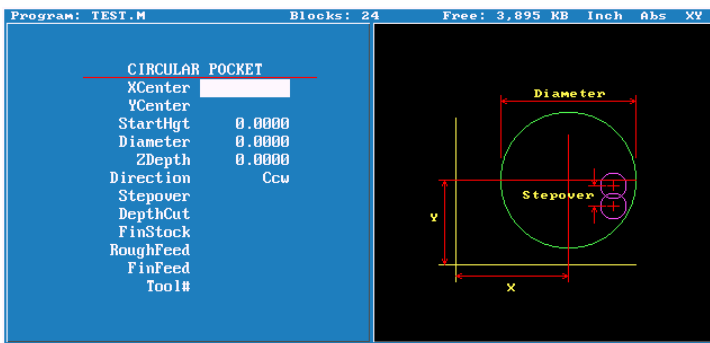 Program: TEST.M Blocks: 24 Free: 3,895 KB Inch Abs XY
CIRCULAR POCKET
XCenter
YCenter
StartHgt 0.0000
Diameter 0.0000
ZDepth 0.0000
Direction Ccw
Stepover
DepthCut
FinStock
RoughFeed
FinFeed
Tool#
Diameter
Stepover
Y
X